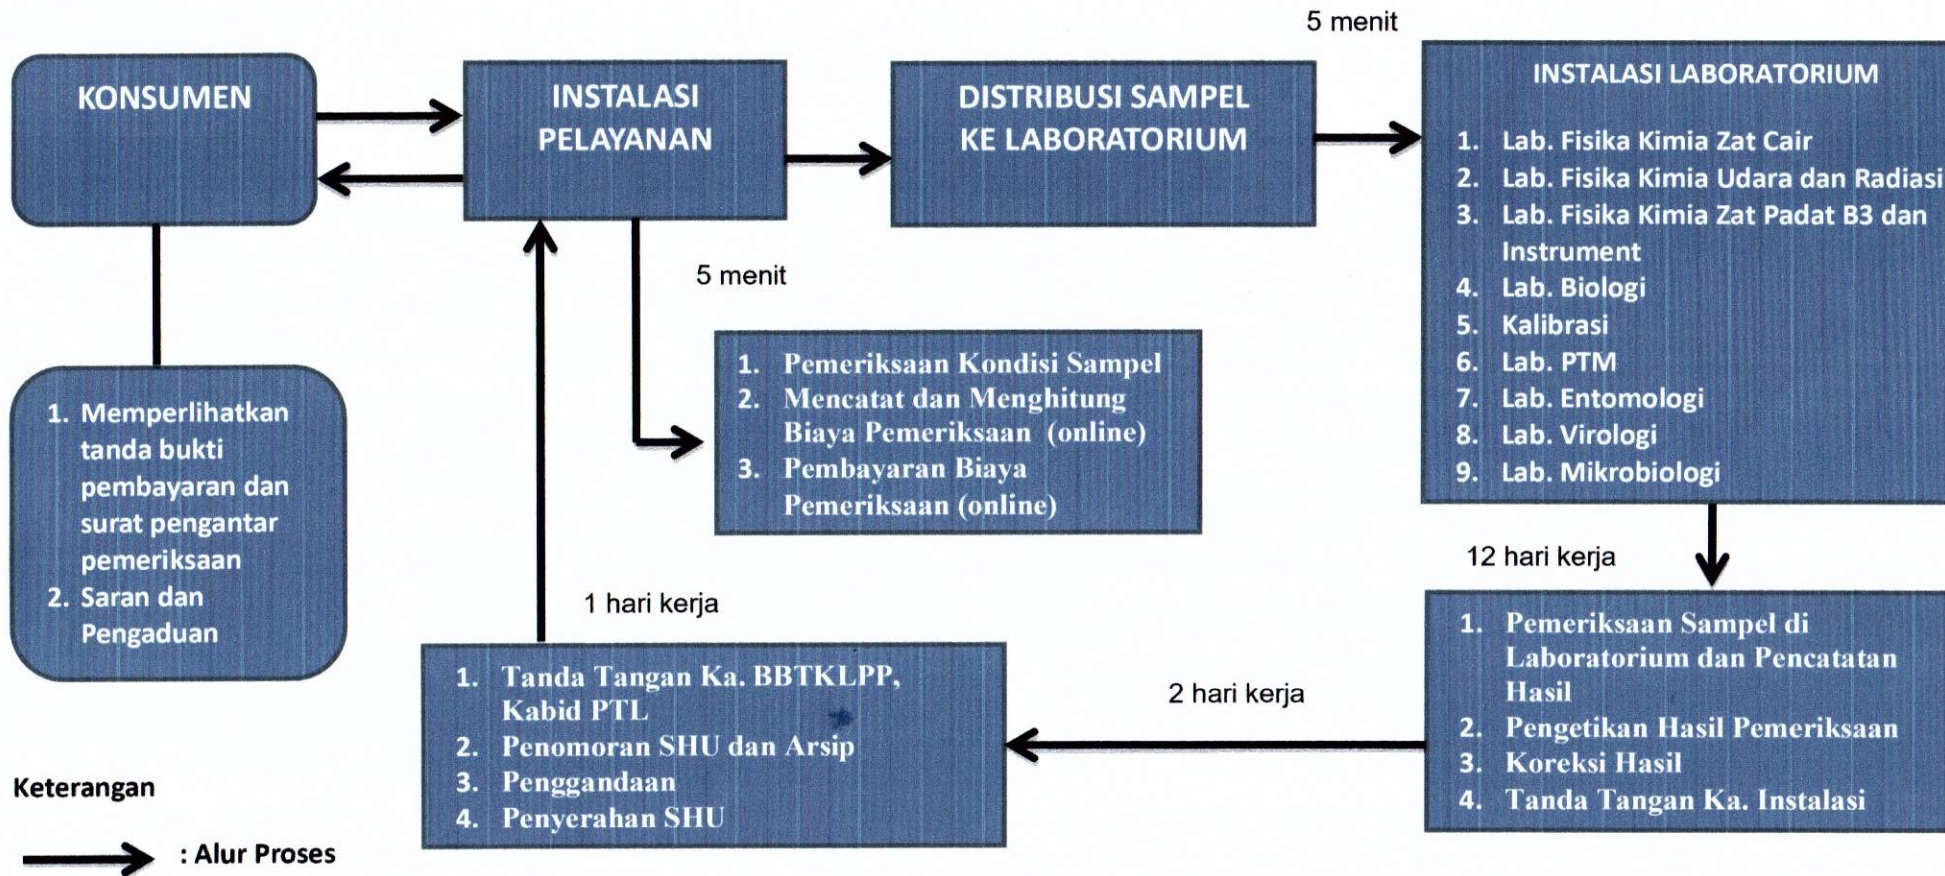 5 menit
KONSUMEN
INSTALASI
PELAYANAN
DISTRIBUSI SAMPEL
KE LABORATORIUM
INSTALASI LABORATORIUM
1. Lab. Fisika Kimia Zat Cair
2. Lab. Fisika Kimia Udara dan Radiasi
3. Lab. Fisika Kimia Zat Padat B3 dan
Instrument
4. Lab. Biologi
5. Kalibrasi
6. Lab. PTM
7. Lab. Entomologi
8. Lab. Virologi
9. Lab. Mikrobiologi
5 menit
1. Pemeriksaan Kondisi Sampel
2. Mencatat dan Menghitung
Biaya Pemeriksaan (online)
3. Pembayaran Biaya
Pemeriksaan (online)
1. Memperlihatkan
tanda bukti
pembayaran dan
surat pengantar
pemeriksaan
2. Saran dan
Pengaduan
12 hari kerja
1. Pemeriksaan Sampel di
Laboratorium dan Pencatatan
Hasil
2. Pengetikan Hasil Pemeriksaan
3. Koreksi Hasil
4. Tanda Tangan Ka. Instalasi
2 hari kerja
1 hari kerja
1. Tanda Tangan Ka. BBTKLPP,
Kabid PTL
2. Penomoran SHU dan Arsip
3. Penggandaan
4. Penyerahan SHU
Keterangan
: Alur Proses